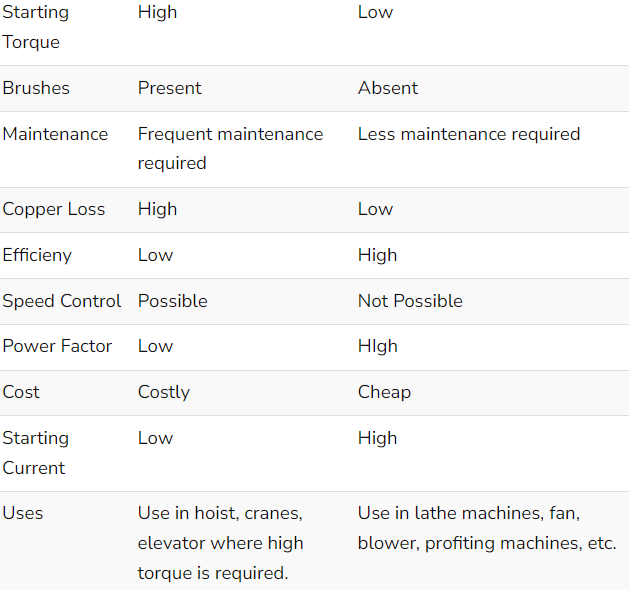 Starting High Low
Torque
Brushes Present Absent
Maintenance Frequent maintenance Less maintenance required
required
Copper Loss High Low
Efficieny Low High
Speed Control Possible Not Possible
Power Factor Low HIgh
Cost Costly Cheap
Starting Low High
Current
Uses Use in hoist, cranes, Use in lathe machines, fan,
elevator where high blower, profiting machines, etc.
torque is required.